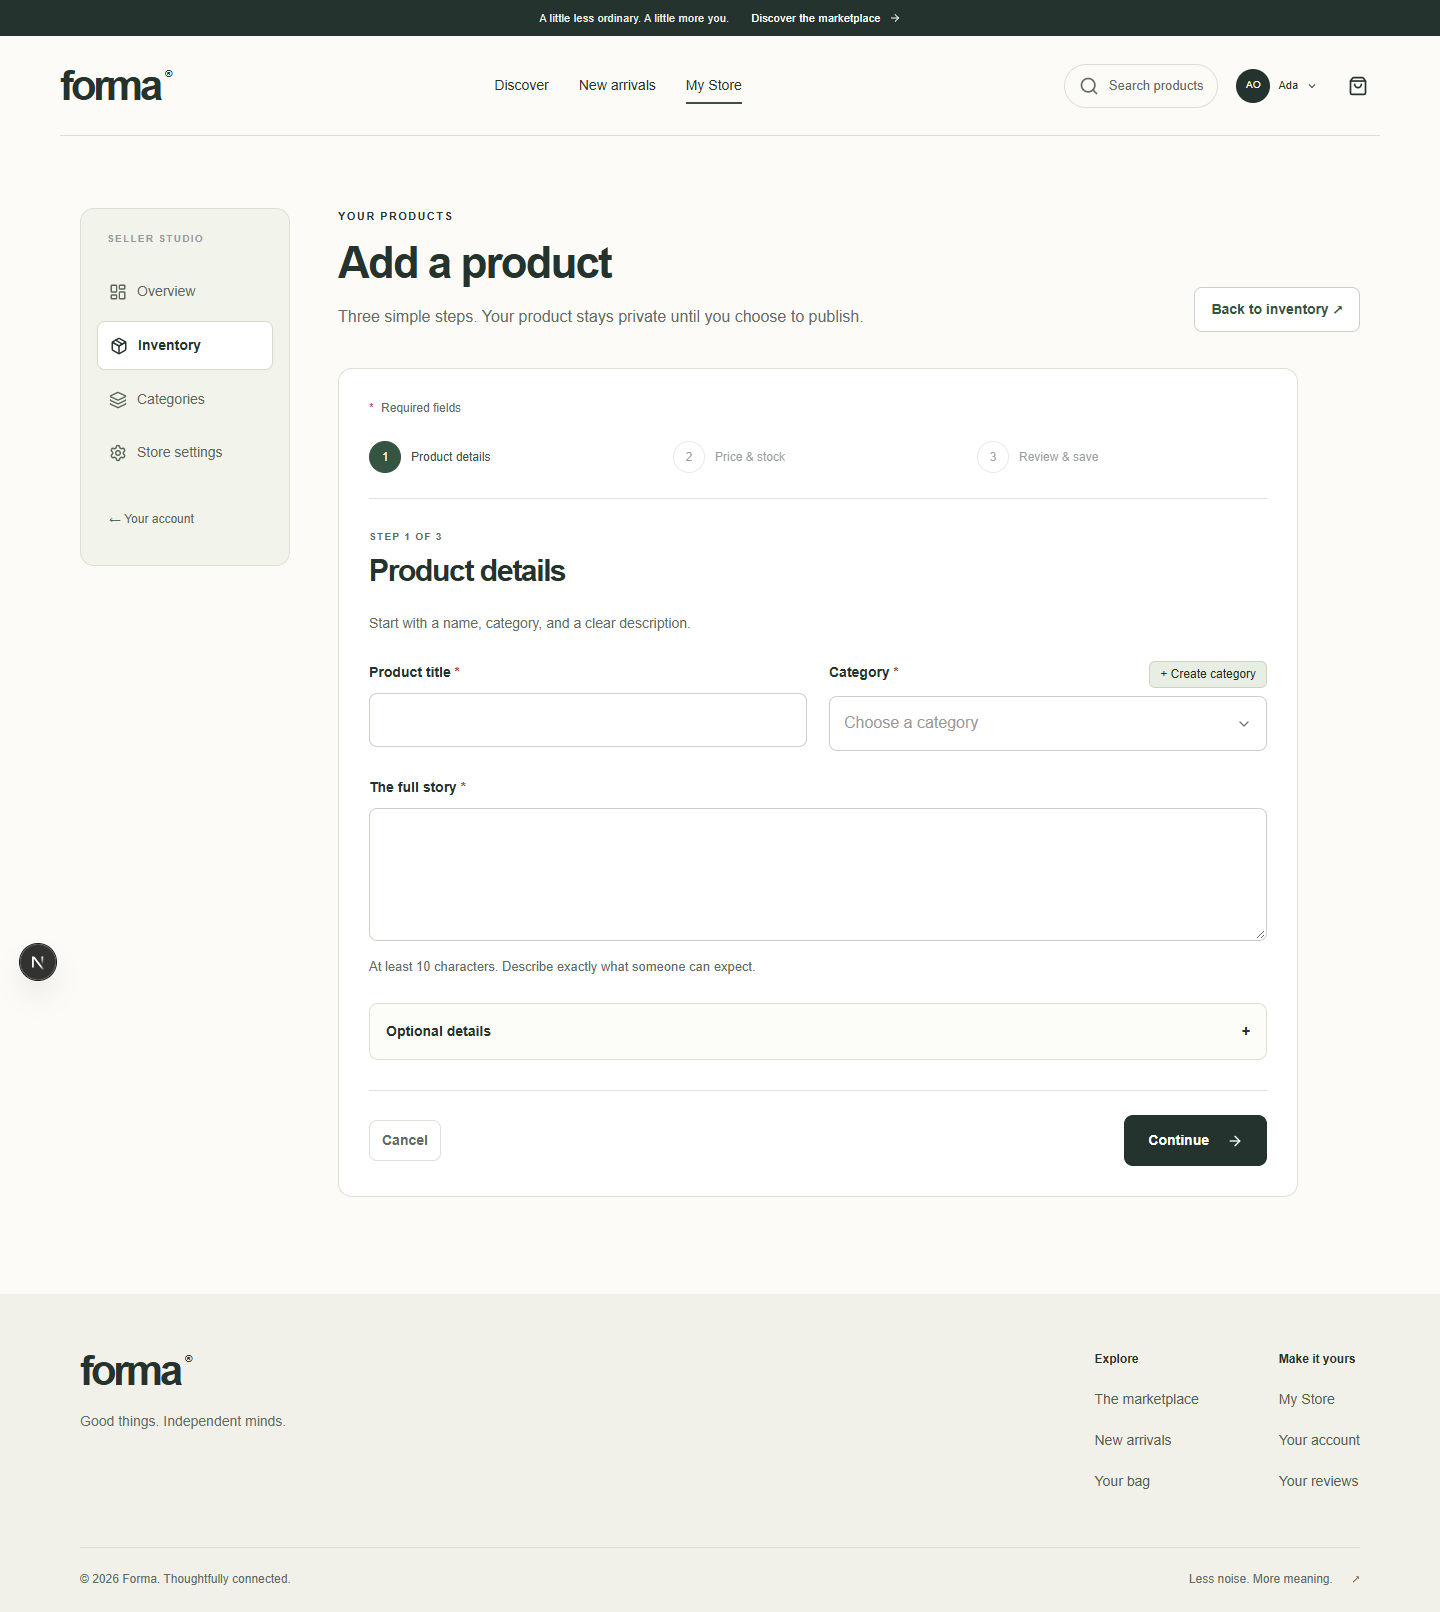 A little less ordinary. A little more you. Discover the marketplace →
forma®
Discover New arrivals My Store
Search products
AO Ada
SELLER STUDIO
Overview
Inventory
Categories
Store settings
← Your account
YOUR PRODUCTS
Add a product
Three simple steps. Your product stays private until you choose to publish.
Back to inventory ↗
* Required fields
1 Product details 2 Price & stock 3 Review & save
STEP 1 OF 3
Product details
Start with a name, category, and a clear description.
Product title *
Category * + Create category
Choose a category
The full story *
At least 10 characters. Describe exactly what someone can expect.
Optional details +
Cancel Continue →
N
forma®
Good things. Independent minds.
Explore
The marketplace
New arrivals
Your bag
Make it yours
My Store
Your account
Your reviews
© 2026 Forma. Thoughtfully connected.
Less noise. More meaning. ↗